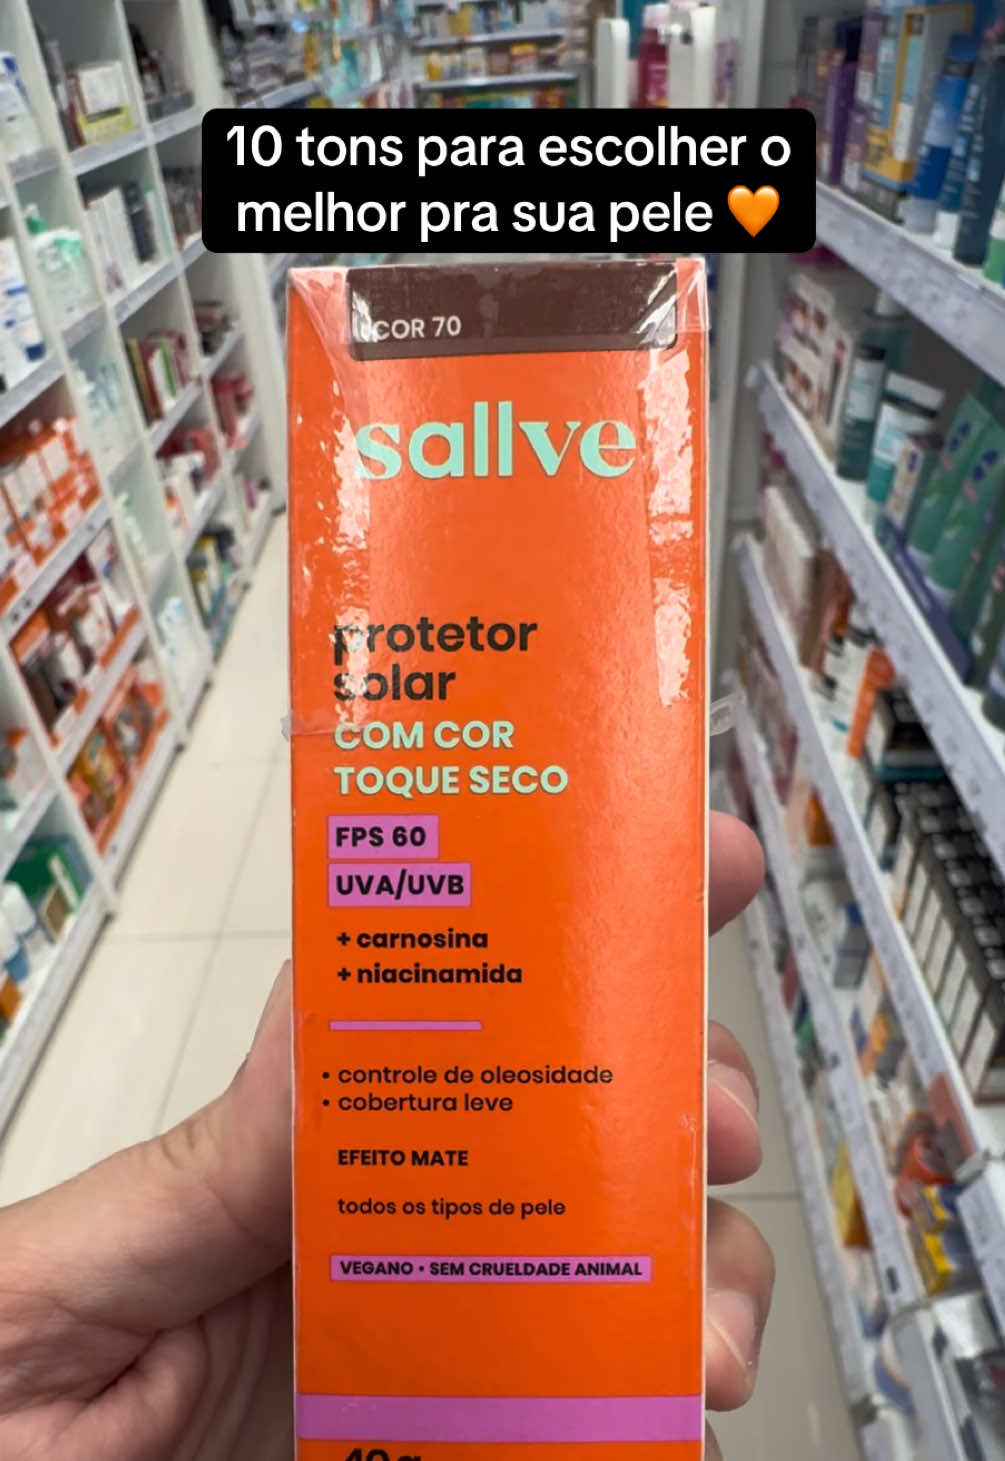 10 tons para escolher o
melhor pra sua pele 🧡
COR 70
sallve
protetor
solar
COM COR
TOQUE SECO
FPS 60
UVA/UVB
+ carnosina
+ niacinamida
• controle de oleosidade
• cobertura leve
EFEITO MATE
todos os tipos de pele
VEGANO • SEM CRUELDADE ANIMAL
40 g